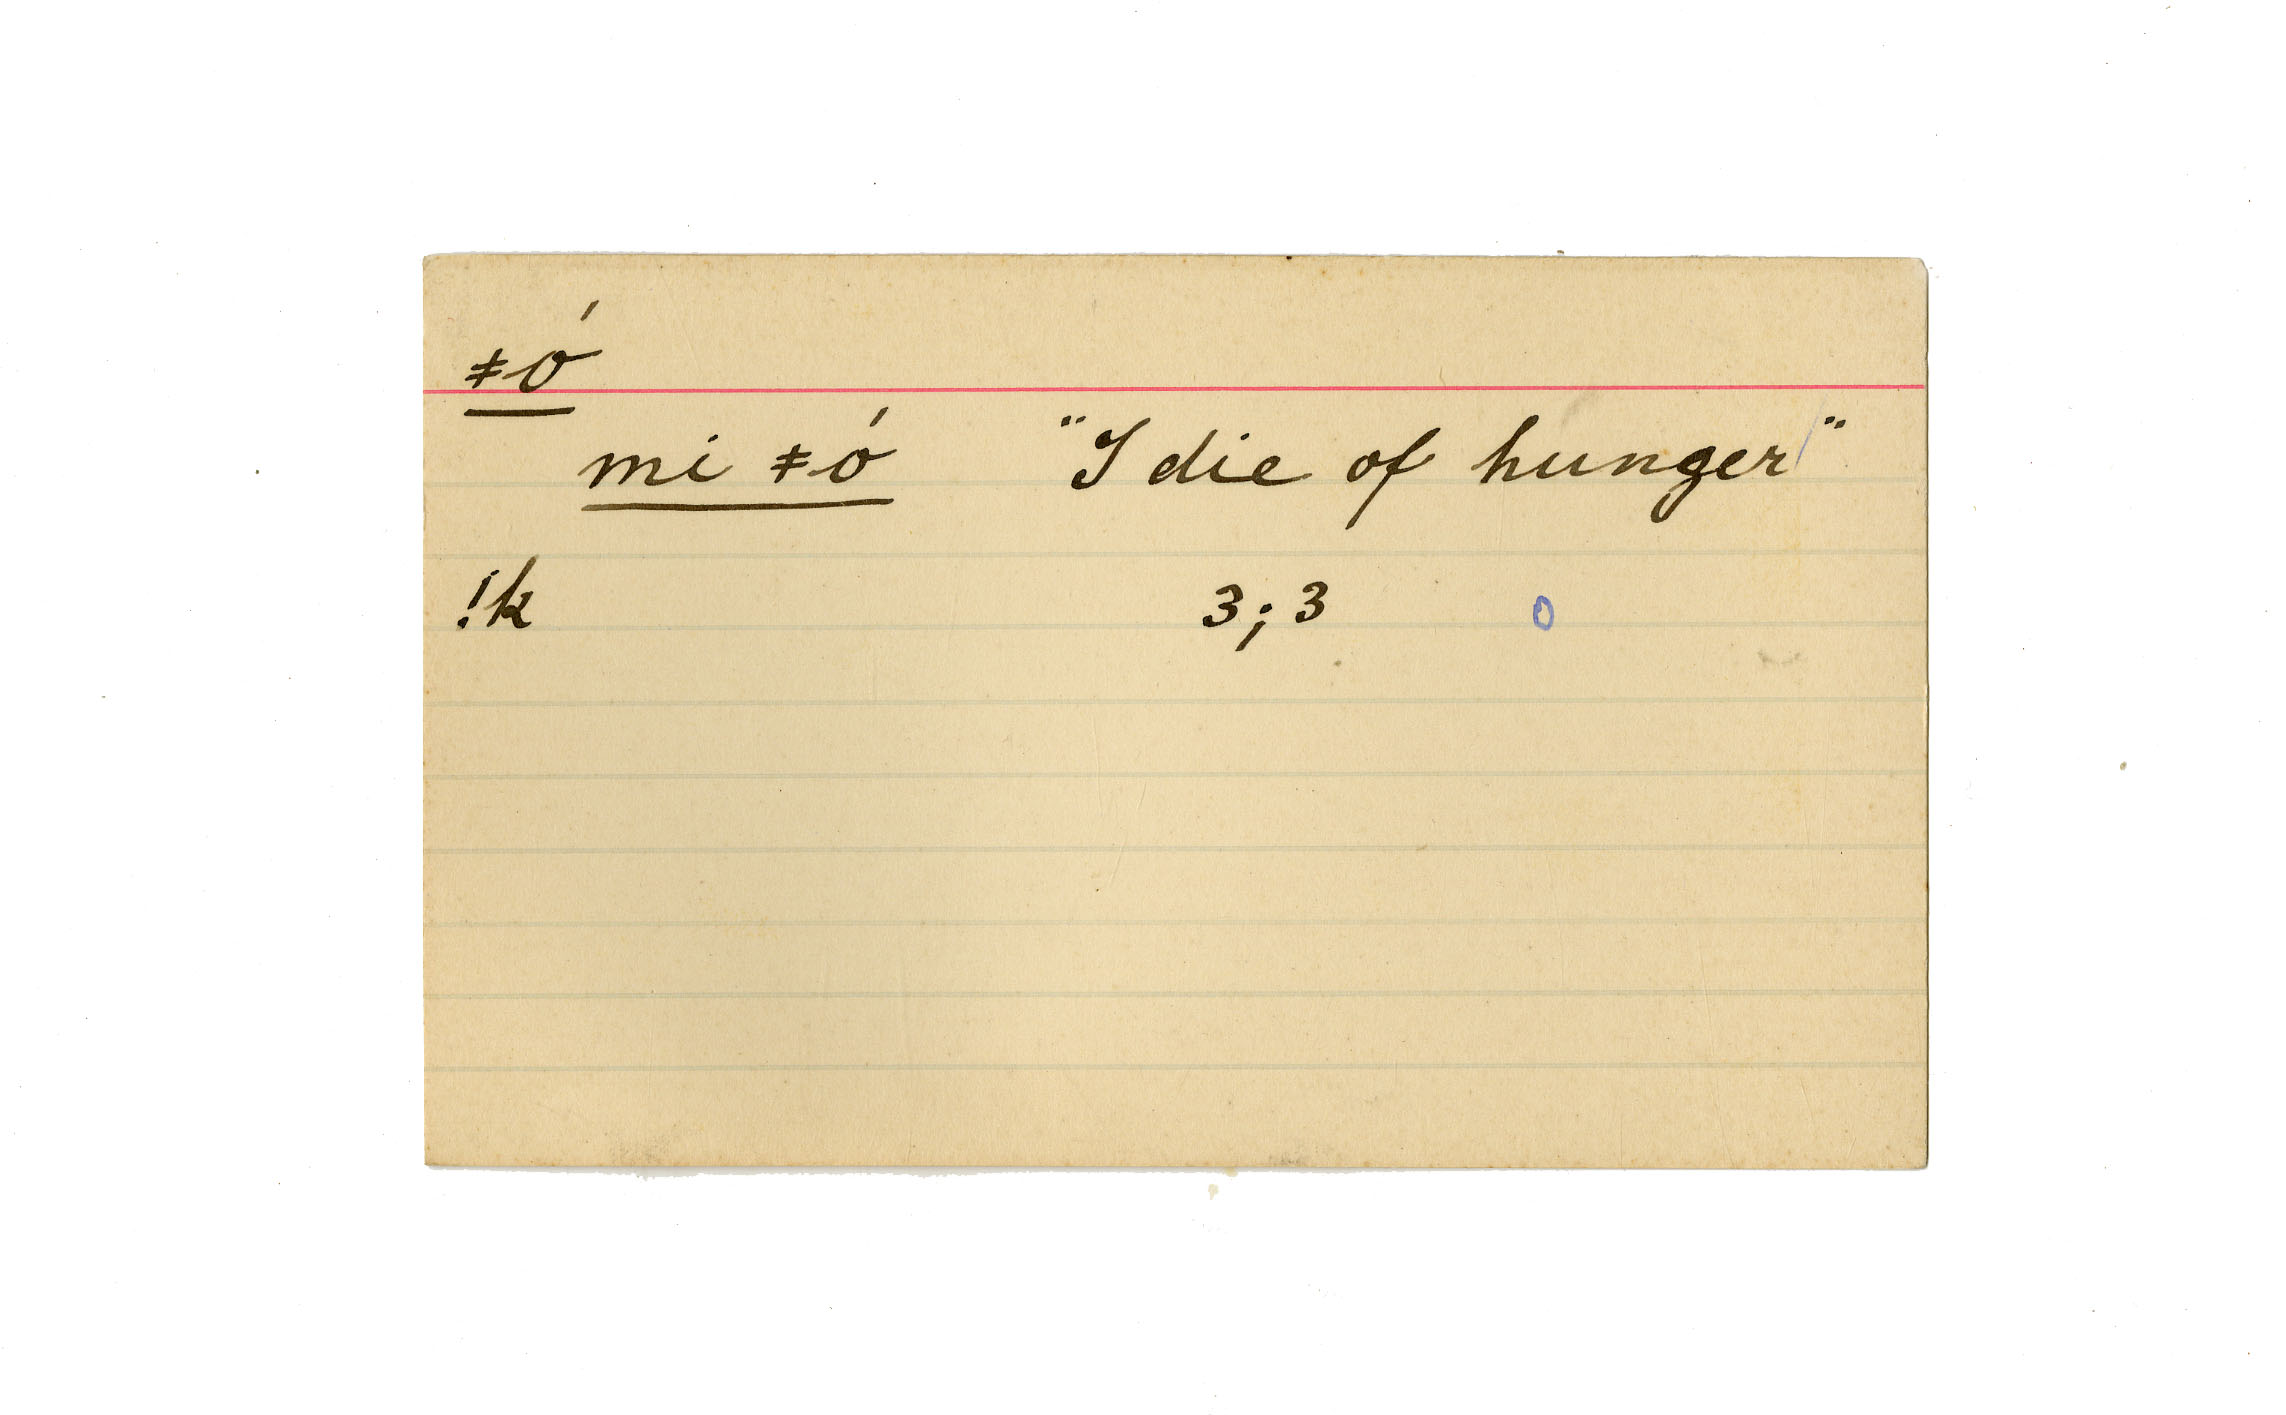 ǂó
mi ǂó "I die of hunger"
!k 3; 3 0